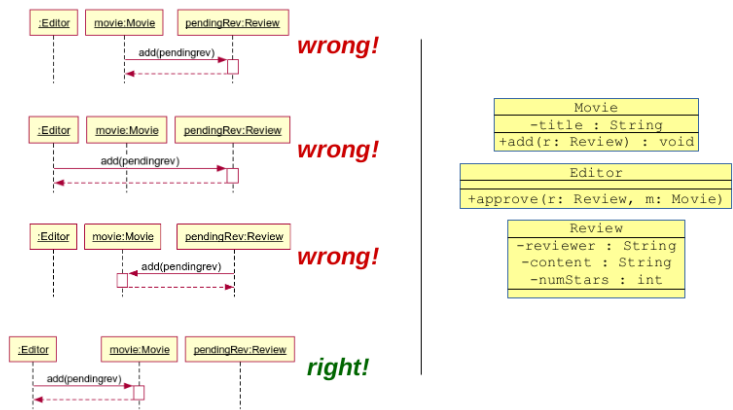 :Editor movie:Movie pendingRev:Review
add(pendingrev)
wrong!
:Editor movie:Movie pendingRev:Review
add(pendingrev)
wrong!
:Editor movie:Movie pendingRev:Review
add(pendingrev)
wrong!
:Editor movie:Movie pendingRev:Review
add(pendingrev)
right!
Movie
-title : String
+add(r: Review) : void
Editor
+approve(r: Review, m: Movie)
Review
-reviewer : String
-content : String
-numStars : int